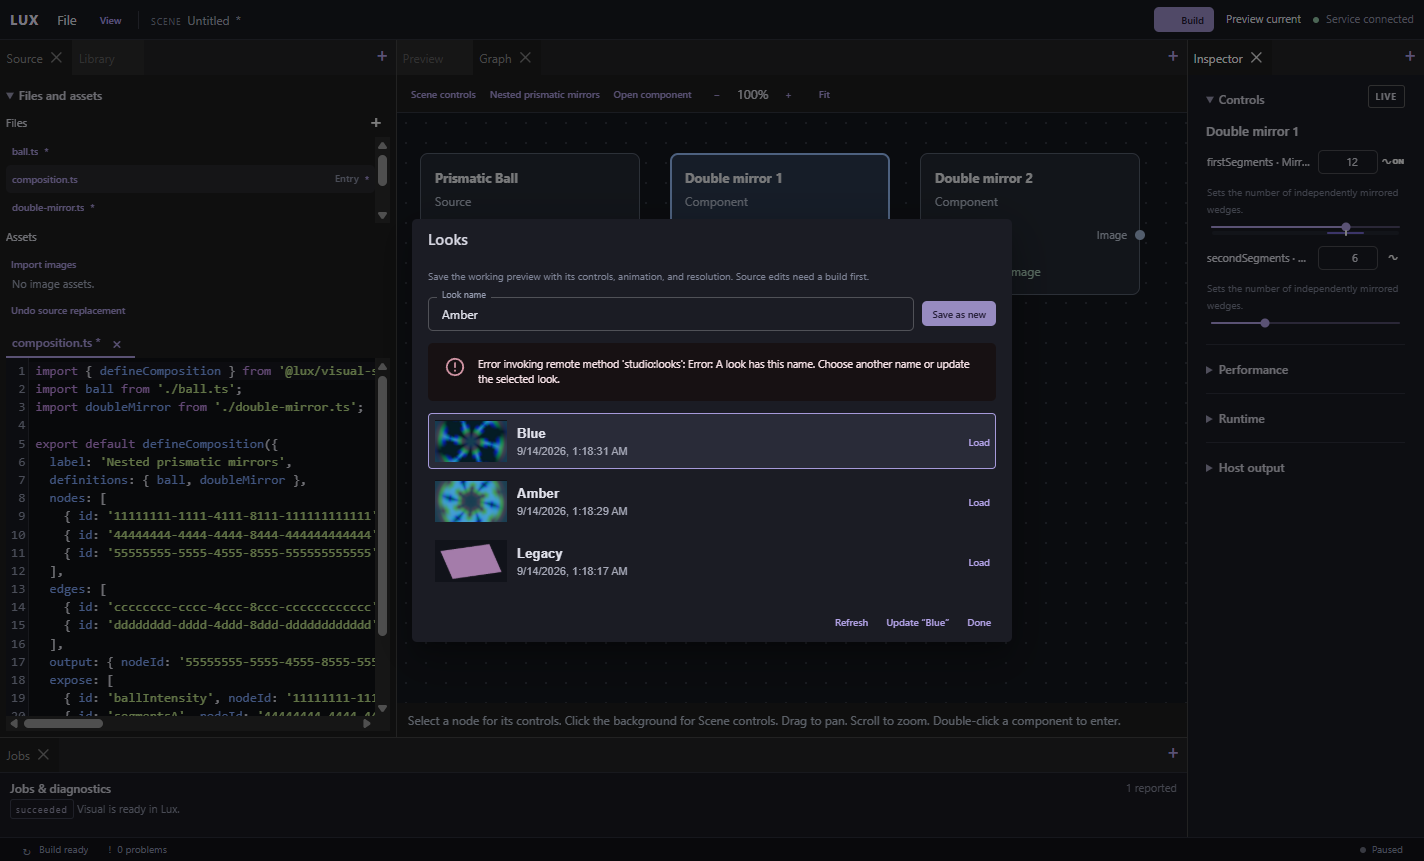 LUX File View SCENE Untitled * Build Preview current Service connected
Source Library + Preview Graph + Inspector +
Files and assets
Files +
ball.ts *
composition.ts Entry *
double-mirror.ts *
Assets
Import images
No image assets.
Undo source replacement
composition.ts *
1 import { defineComposition } from '@lux/visual-s
2 import ball from './ball.ts';
3 import doubleMirror from './double-mirror.ts';
4
5 export default defineComposition({
6 label: 'Nested prismatic mirrors',
7 definitions: { ball, doubleMirror },
8 nodes: [
9 { id: '11111111-1111-4111-8111-111111111111'
10 { id: '44444444-4444-4444-8444-444444444444'
11 { id: '55555555-5555-4555-8555-555555555555'
12 ],
13 edges: [
14 { id: 'cccccccc-cccc-4ccc-8ccc-cccccccccccc'
15 { id: 'dddddddd-dddd-4ddd-8ddd-dddddddddddd'
16 ],
17 output: { nodeId: '55555555-5555-4555-8555-555
18 expose: [
19 { id: 'ballIntensity', nodeId: '11111111-111
20 { id: 'segmentsA', nodeId: '44444444-4444-44
Scene controls Nested prismatic mirrors Open component − 100% + Fit
Prismatic Ball
Source
Double mirror 1
Component
Double mirror 2
Component
Image
mage
Looks
Save the working preview with its controls, animation, and resolution. Source edits need a build first.
Look name
Amber
Save as new
Error invoking remote method 'studio:looks': Error: A look has this name. Choose another name or update
the selected look.
Blue
9/14/2026, 1:18:31 AM
Load
Amber
9/14/2026, 1:18:29 AM
Load
Legacy
9/14/2026, 1:18:17 AM
Load
Refresh Update "Blue" Done
Select a node for its controls. Click the background for Scene controls. Drag to pan. Scroll to zoom. Double-click a component to enter.
Controls LIVE
Double mirror 1
firstSegments · Mirr... 12 ON
Sets the number of independently mirrored
wedges.
secondSegments · ... 6
Sets the number of independently mirrored
wedges.
Performance
Runtime
Host output
Jobs +
Jobs & diagnostics 1 reported
succeeded Visual is ready in Lux.
Build ready ! 0 problems Paused